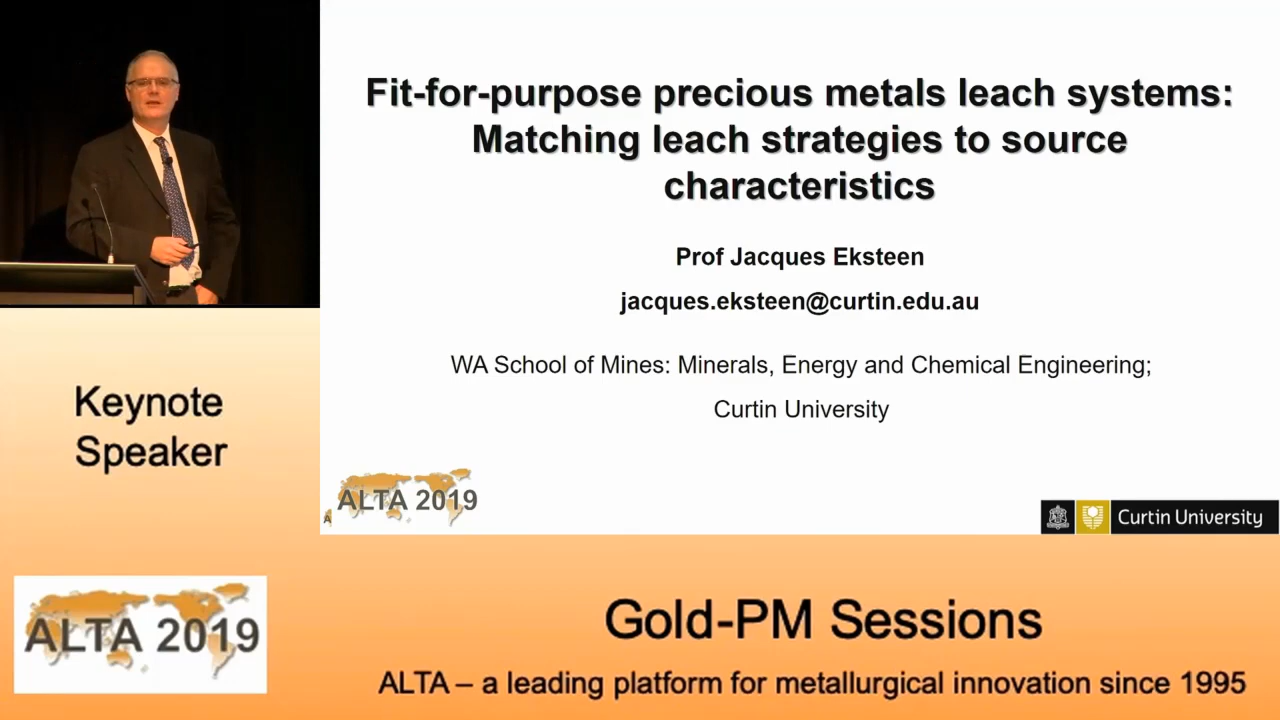 Fit-for-purpose precious metals leach systems:
Matching leach strategies to source
characteristics
Prof Jacques Eksteen
jacques.eksteen@curtin.edu.au
WA School of Mines: Minerals, Energy and Chemical Engineering;
Curtin University
ALTA 2019
A
Curtin University
Keynote
Speaker
ALTA 2019
Gold-PM Sessions
ALTA – a leading platform for metallurgical innovation since 1995